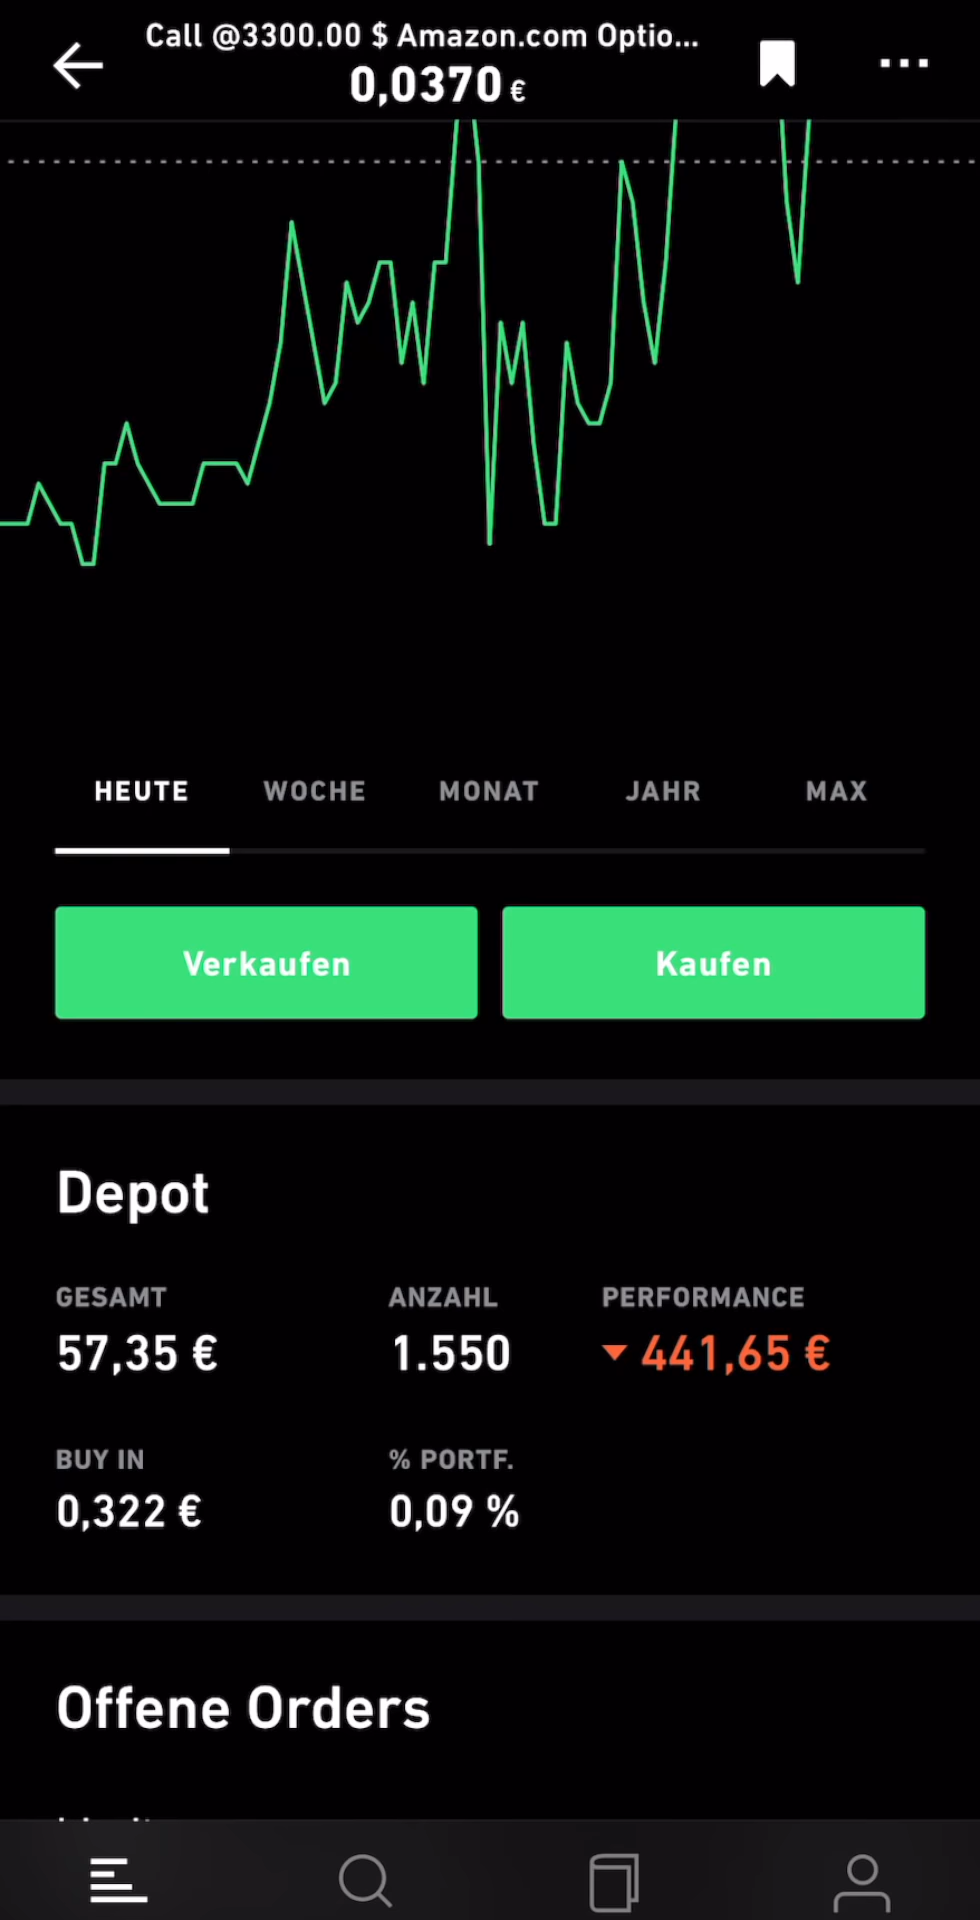 Call @3300.00 $ Amazon.com Optio...
0,0370 €
HEUTE WOCHE MONAT JAHR MAX
Verkaufen Kaufen
Depot
GESAMT ANZAHL PERFORMANCE
57,35 € 1.550 441,65 €
BUY IN % PORTF.
0,322 € 0,09 %
Offene Orders